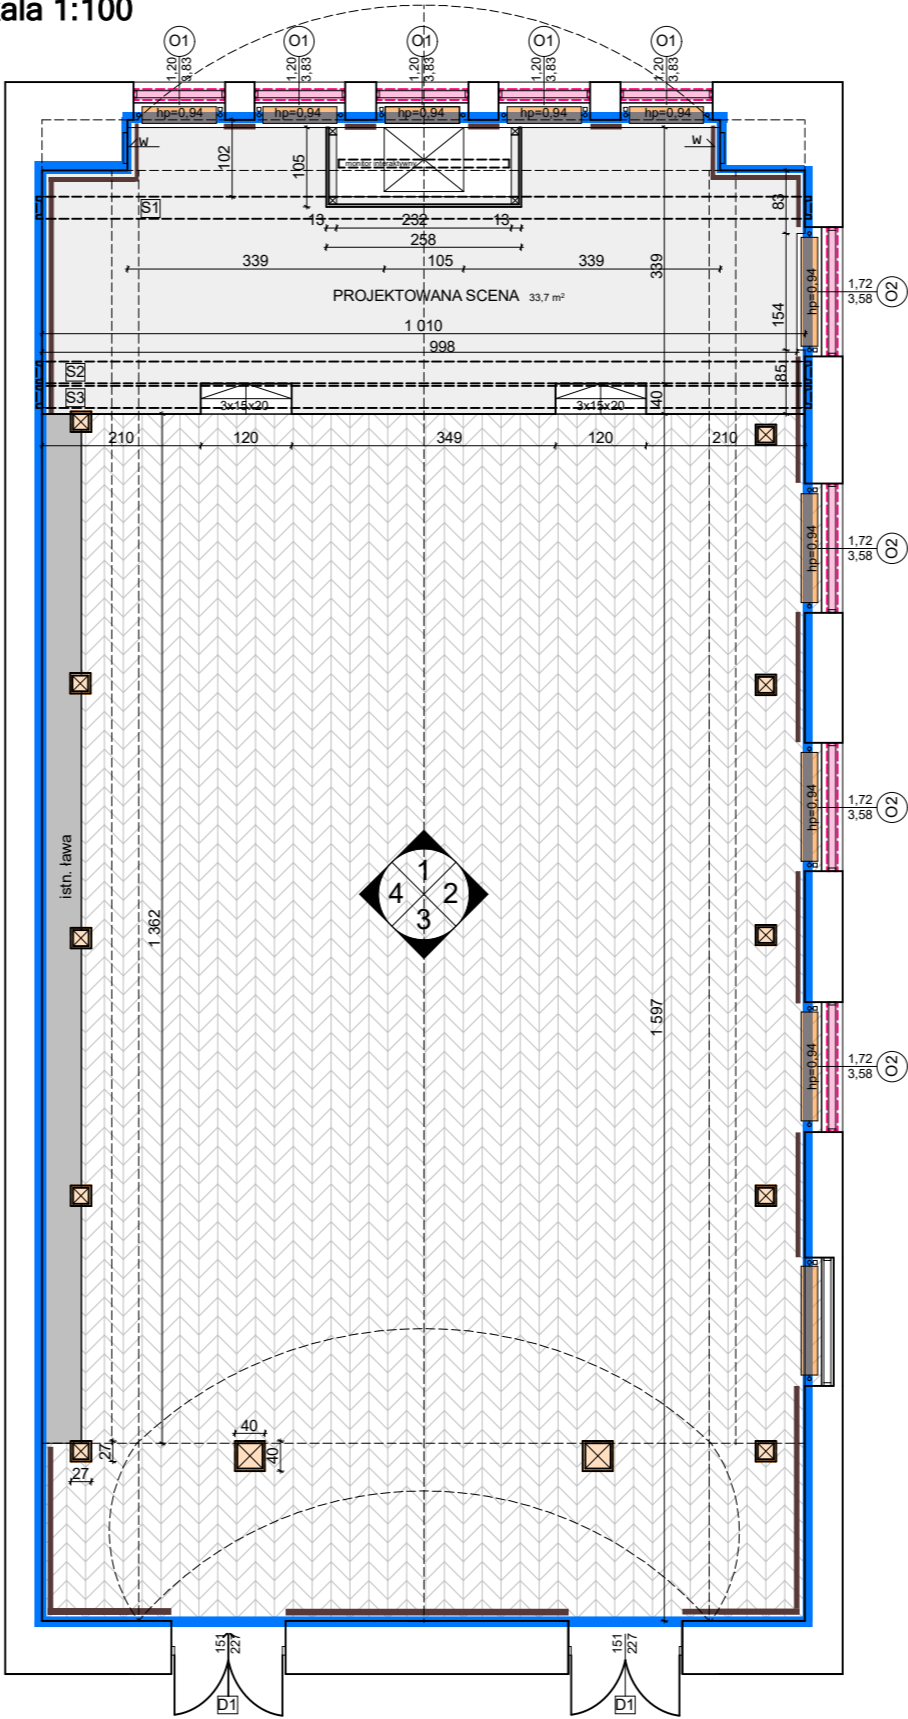 ala 1:100
O1 O1 O1 O1 O1
1,20 3,83 1,20 3,83 1,20 3,83 1,20 3,83 1,20 3,83
hp=0,94 hp=0,94 hp=0,94 hp=0,94 hp=0,94
W W
102 105
monitor interaktywny
S1
83
13 232 13
258
339 105 339
339
PROJEKTOWANA SCENA 33,7 m²
hp=0,94
1,72
3,58
O2
154
1 010
998
S2
85
S3
3x15x20 3x15x20
40
210 120 349 120 210
hp=0,94
1,72
3,58
O2
hp=0,94
1,72
3,58
O2
istn. ława
1 362
1
4 2
3
1 597
hp=0,94
1,72
3,58
O2
40
40
27
27
151
227
151
227
D1 D1